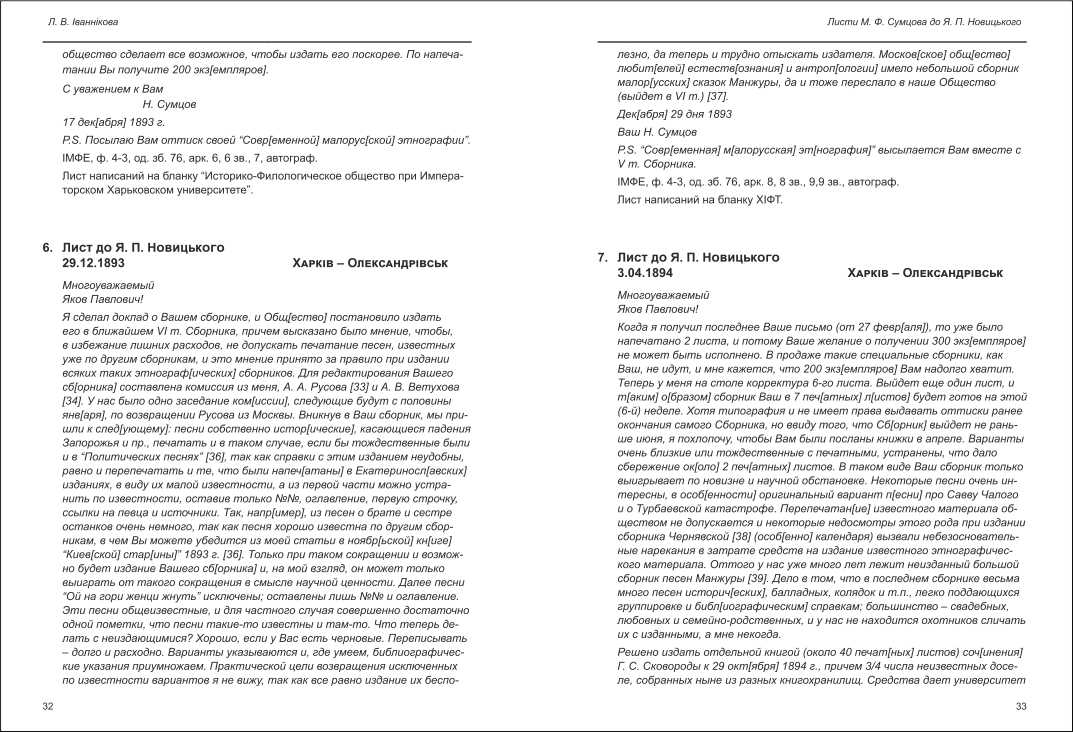 Л. В. Іваннікова
общество сделает все возможное, чтобы издать его поскорее. По напеча-
тании Вы получите 200 экз[емпляров].
С уважением к Вам
Н. Сумцов
17 дек[абря] 1893 г.
P.S. Посылаю Вам оттиск своей “Совр[еменной] малорус[ской] этнографии”.
ІМФЕ, ф. 4-3, од. зб. 76, арк. 6, 6 зв., 7, автограф.
Лист написаний на бланку “Историко-Филологическое общество при Импера-
торском Харьковском университете”.
6. Лист до Я. П. Новицького
29.12.1893 Харків – Олександрівськ
Многоуважаемый
Яков Павлович!
Я сделал доклад о Вашем сборнике, и Общ[ество] постановило издать
его в ближайшем VI т. Сборника, причем высказано было мнение, чтобы,
в избежание лишних расходов, не допускать печатание песен, известных
уже по другим сборникам, и это мнение принято за правило при издании
всяких таких этнограф[ических] сборников. Для редактирования Вашего
сб[орника] составлена комиссия из меня, А. А. Русова [33] и А. В. Ветухова
[34]. У нас было одно заседание ком[иссии], следующие будут с половины
янв[аря], по возвращении Русова из Москвы. Вникнув в Ваш сборник, мы при-
шли к след[ующему]: песни собственно истор[ические], касающиеся падения
Запорожья и пр., печатать и в таком случае, если бы тождественные были
и в “Политических песнях” [36], так как справки с этим изданием неудобны,
равно и перепечатать и те, что были напеч[атаны] в Екатериносл[авских]
изданиях, в виду их малой известности, а из первой части можно устра-
нить по известности, оставив только №№, оглавление, первую строчку,
ссылки на певца и источники. Так, напр[имер], из песен о брате и сестре
останков очень немного, так как песня хорошо известна по другим сбор-
никам, в чем Вы можете убедится из моей статьи в ноябр[ьской] кн[иге]
“Киев[ской] стар[ины]” 1893 г. [36]. Только при таком сокращении и возмож-
но будет издание Вашего сб[орника] и, на мой взгляд, он может только
выиграть от такого сокращения в смысле научной ценности. Далее песни
“Ой на гори женци жнуть” исключены; оставлены лишь №№ и оглавление.
Эти песни общеизвестные, и для частного случая совершенно достаточно
одной пометки, что песни такие-то известны и там-то. Что теперь де-
лать с неиздающимися? Хорошо, если у Вас есть черновые. Переписывать
– долго и расходно. Варианты указываются и, где умеем, библиографичес-
кие указания приумножаем. Практической цели возвращения исключенных
по известности вариантов я не вижу, так как все равно издание их беспо-
32
Листи М. Ф. Сумцова до Я. П. Новицького
лезно, да теперь и трудно отыскать издателя. Москов[ское] общ[ество]
любит[елей] естеств[ознания] и антроп[ологии] имело небольшой сборник
малор[усских] сказок Манжуры, да и тоже переслало в наше Общество
(выйдет в VI т.) [37].
Дек[абря] 29 дня 1893
Ваш Н. Сумцов
P.S. “Совр[еменная] м[алорусская] эт[нография]” высылается Вам вместе с
V т. Сборника.
ІМФЕ, ф. 4-3, од. зб. 76, арк. 8, 8 зв., 9,9 зв., автограф.
Лист написаний на бланку ХІФТ.
7. Лист до Я. П. Новицького
3.04.1894 Харків – Олександрівськ
Многоуважаемый
Яков Павлович!
Когда я получил последнее Ваше письмо (от 27 февр[аля]), то уже было
напечатано 2 листа, и потому Ваше желание о получении 300 экз[емпляров]
не может быть исполнено. В продаже такие специальные сборники, как
Ваш, не идут, и мне кажется, что 200 экз[емпляров] Вам надолго хватит.
Теперь у меня на столе корректура 6-го листа. Выйдет еще один лист, и
т[аким] о[бразом] сборник Ваш в 7 печ[атных] л[истов] будет готов на этой
(6-й) неделе. Хотя типография и не имеет права выдавать оттиски ранее
окончания самого Сборника, но ввиду того, что Сб[орник] выйдет не рань-
ше июня, я похлопочу, чтобы Вам были посланы книжки в апреле. Варианты
очень близкие или тождественные с печатными, устранены, что дало
сбережение ок[оло] 2 печ[атных] листов. В таком виде Ваш сборник только
выигрывает по новизне и научной обстановке. Некоторые песни очень ин-
тересны, в особ[енности] оригинальный вариант п[есни] про Савву Чалого
и о Турбаевской катастрофе. Перепечатан[ие] известного материала об-
ществом не допускается и некоторые недосмотры этого рода при издании
сборника Чернявской [38] (особ[енно] календаря) вызвали небезосновательность-
ные нарекания в затрате средств на издание известного этнографичес-
кого материала. Оттого у нас уже много лет лежит неизданный большой
сборник песен Манжуры [39]. Дело в том, что в последнем сборнике весьма
много песен историч[еских], балладных, колядок и т.п., легко поддающихся
группировке и библ[иографическим] справкам; большинство – свадебных,
любовных и семейно-родственных, и у нас не находится охотников сличать
их с изданными, а мне некогда.
Решено издать отдельной книгой (около 40 печат[ных] листов) соч[инения]
Г. С. Сковороды к 29 окт[ября] 1894 г., причем 3/4 числа неизвестных досе-
ле, собранных ныне из разных книгохранилищ. Средства дает университет
33